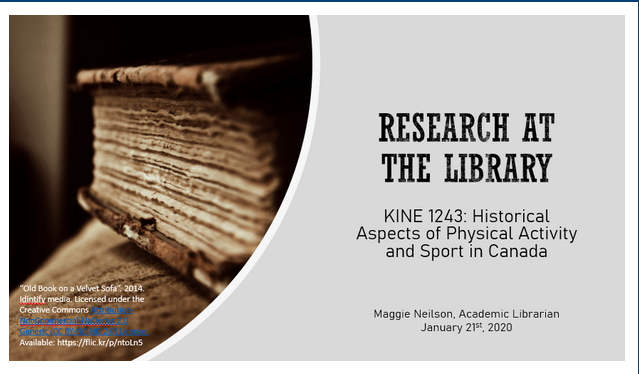 RESEARCH AT
THE LIBRARY
KINE 1243: Historical
Aspects of Physical Activity
and Sport in Canada
Maggie Neilson, Academic Librarian
January 21st, 2020
"Old Book on a Velvet Sofa". 2014.
Idintify media. Licensed under the
Creative Commons
Available: https://flic.kr/p/ntoLn5